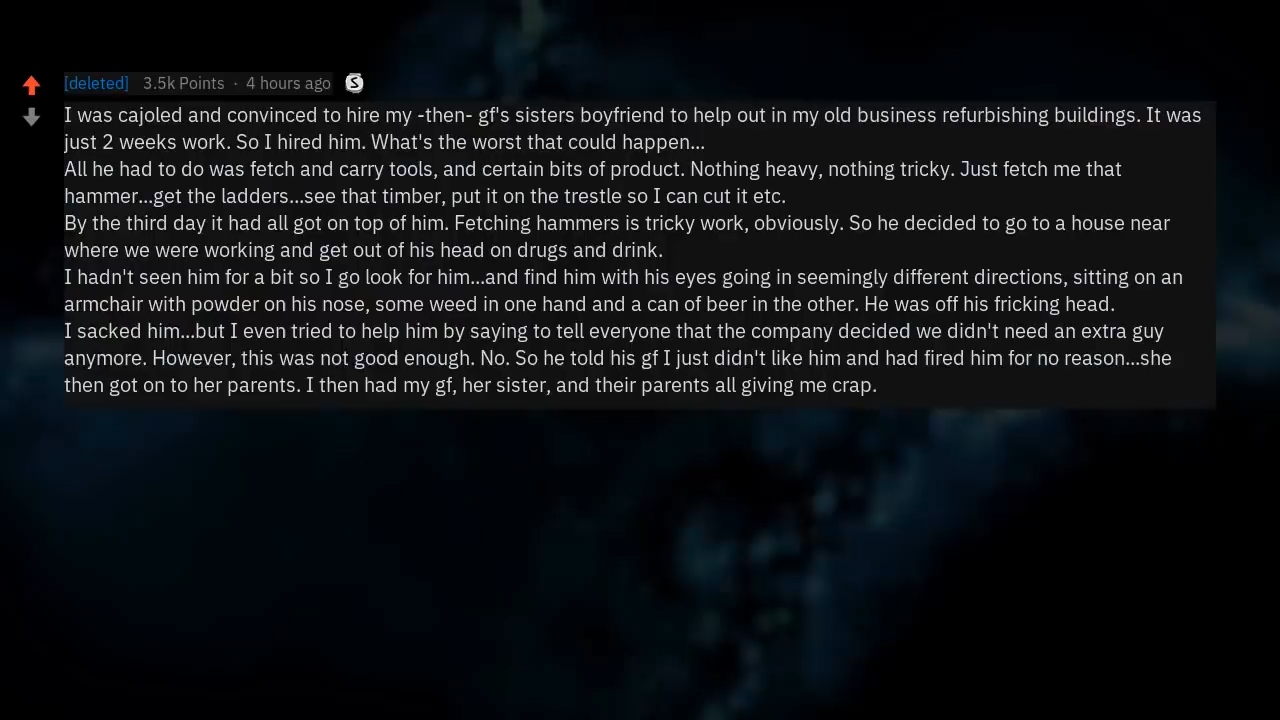 [deleted] 3.5k Points · 4 hours ago S
I was cajoled and convinced to hire my -then- gf's sisters boyfriend to help out in my old business refurbishing buildings. It was
just 2 weeks work. So I hired him. What's the worst that could happen...
All he had to do was fetch and carry tools, and certain bits of product. Nothing heavy, nothing tricky. Just fetch me that
hammer...get the ladders...see that timber, put it on the trestle so I can cut it etc.
By the third day it had all got on top of him. Fetching hammers is tricky work, obviously. So he decided to go to a house near
where we were working and get out of his head on drugs and drink.
I hadn't seen him for a bit so I go look for him...and find him with his eyes going in seemingly different directions, sitting on an
armchair with powder on his nose, some weed in one hand and a can of beer in the other. He was off his fricking head.
I sacked him...but I even tried to help him by saying to tell everyone that the company decided we didn't need an extra guy
anymore. However, this was not good enough. No. So he told his gf I just didn't like him and had fired him for no reason...she
then got on to her parents. I then had my gf, her sister, and their parents all giving me crap.